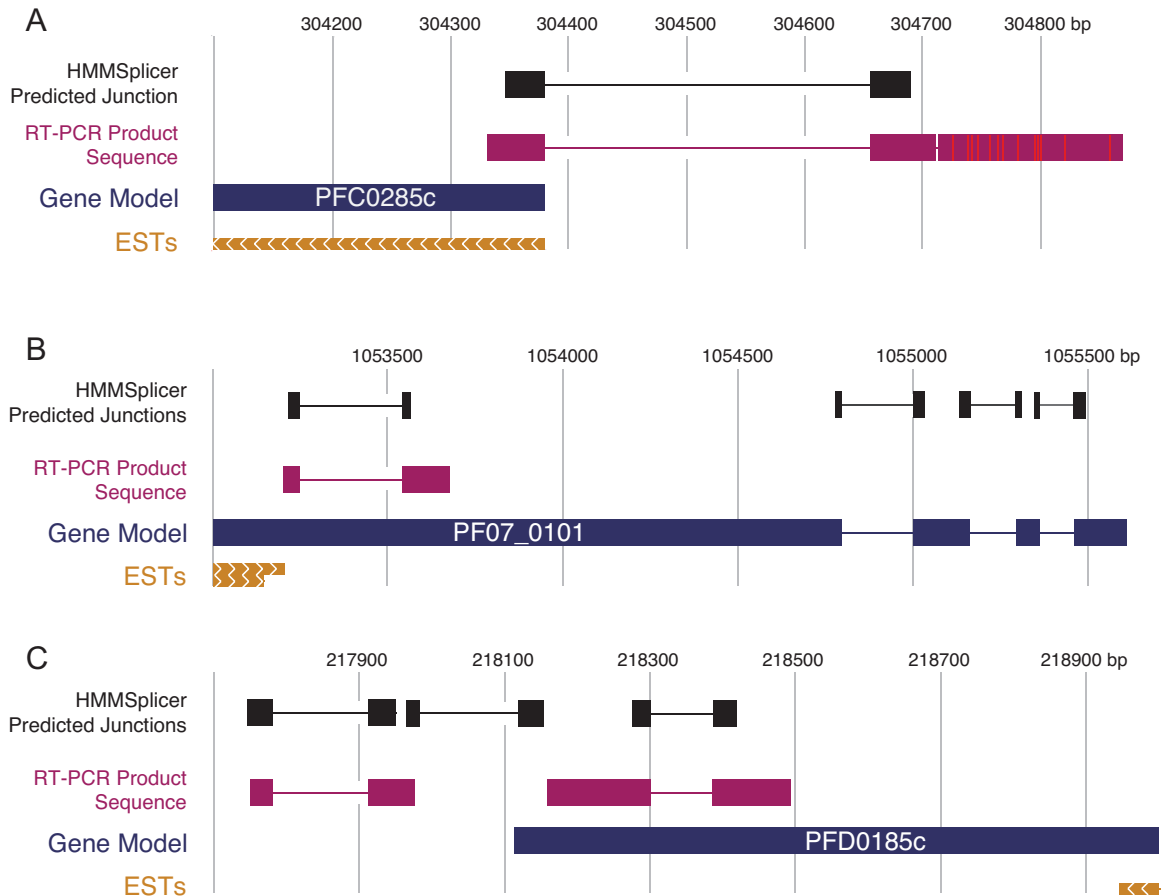 A
304200 304300 304400 304500 304600 304700 304800 bp
HMMSplicer
Predicted Junction
RT-PCR Product
Sequence
Gene Model
PFC0285c
ESTs
B
1053500 1054000 1054500 1055000 1055500 bp
HMMSplicer
Predicted Junctions
RT-PCR Product
Sequence
Gene Model
PF07_0101
ESTs
C
217900 218100 218300 218500 218700 218900 bp
HMMSplicer
Predicted Junctions
RT-PCR Product
Sequence
Gene Model
PFD0185c
ESTs